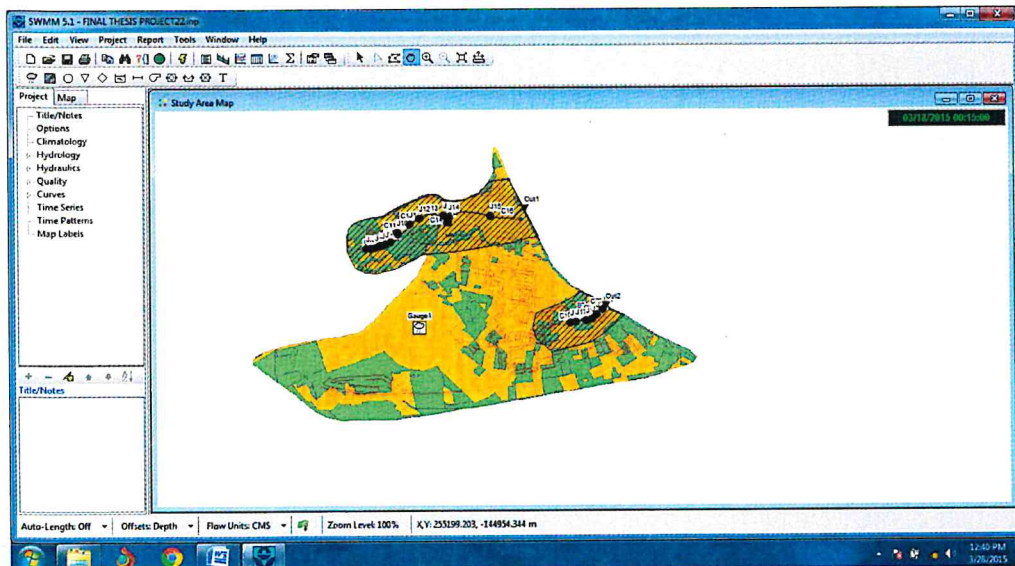 SWMM 5.1 - FINAL THESIS PROJECT22.inp
File Edit View Project Report Tools Window Help
Project Map
Study Area Map
03/18/2015 00:15:00
Title/Notes
Options
Climatology
Hydrology
Hydraulics
Quality
Curves
Time Series
Time Patterns
Map Labels
Out1
J14
J15
C16
C11
Gauge1
Out2
Title/Notes
Auto-Length: Off Offsets: Depth Flow Units: CMS Zoom Level: 100% X,Y: 255199.203, -144954.344 m
12:40 PM
3/28/2015